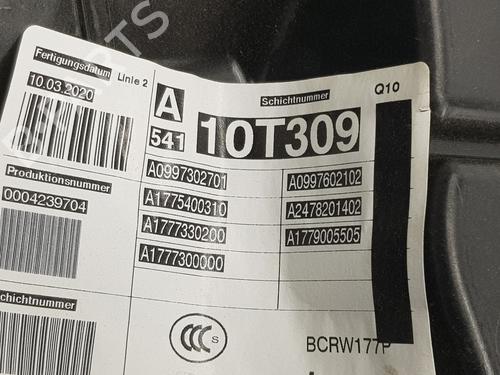 Fertigungsdatum
10.03.2020
Linie 2
A
541
Schichtnummer
10T309
Q10
A0997302701
A0997602102
A1775400310
A2478201402
A1777330200
A1779005505
A1777300000
Produktionsnummer
0004239704
Schichtnummer
CCC S
BCRW177P